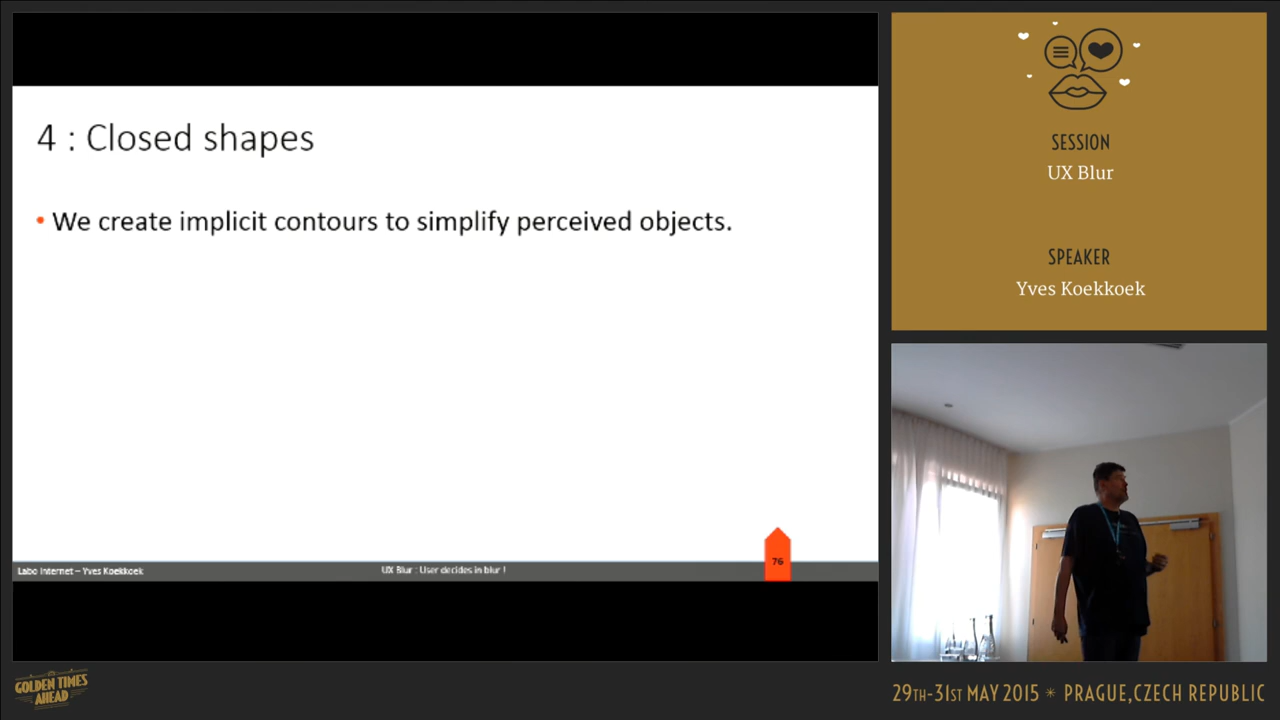 4 : Closed shapes
• We create implicit contours to simplify perceived objects.
Labo Internet – Yves Koekkoek
UX Blur : User decides in blur !
76
SESSION
UX Blur
SPEAKER
Yves Koekkoek
GOLDEN TIMES
AHEAD
29TH-31ST MAY 2015 * PRAGUE,CZECH REPUBLIC